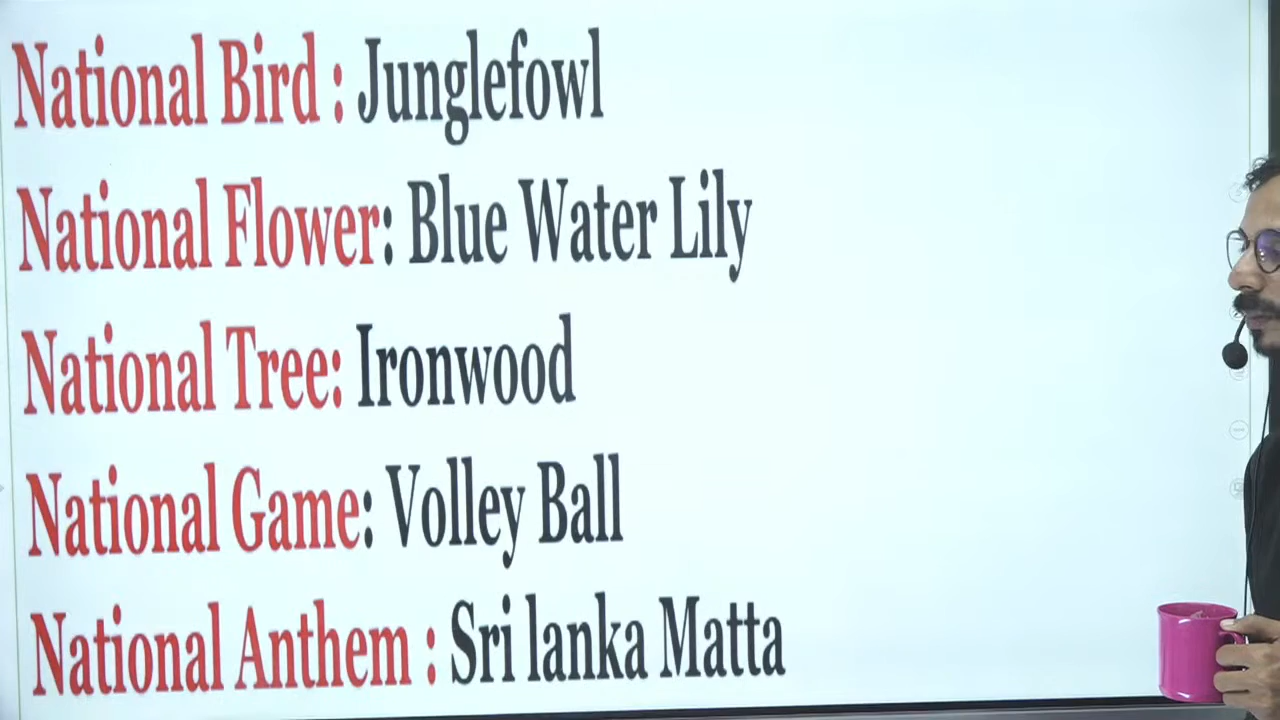 National Bird : Junglefowl
National Flower: Blue Water Lily
National Tree: Ironwood
National Game: Volley Ball
National Anthem : Sri lanka Matta